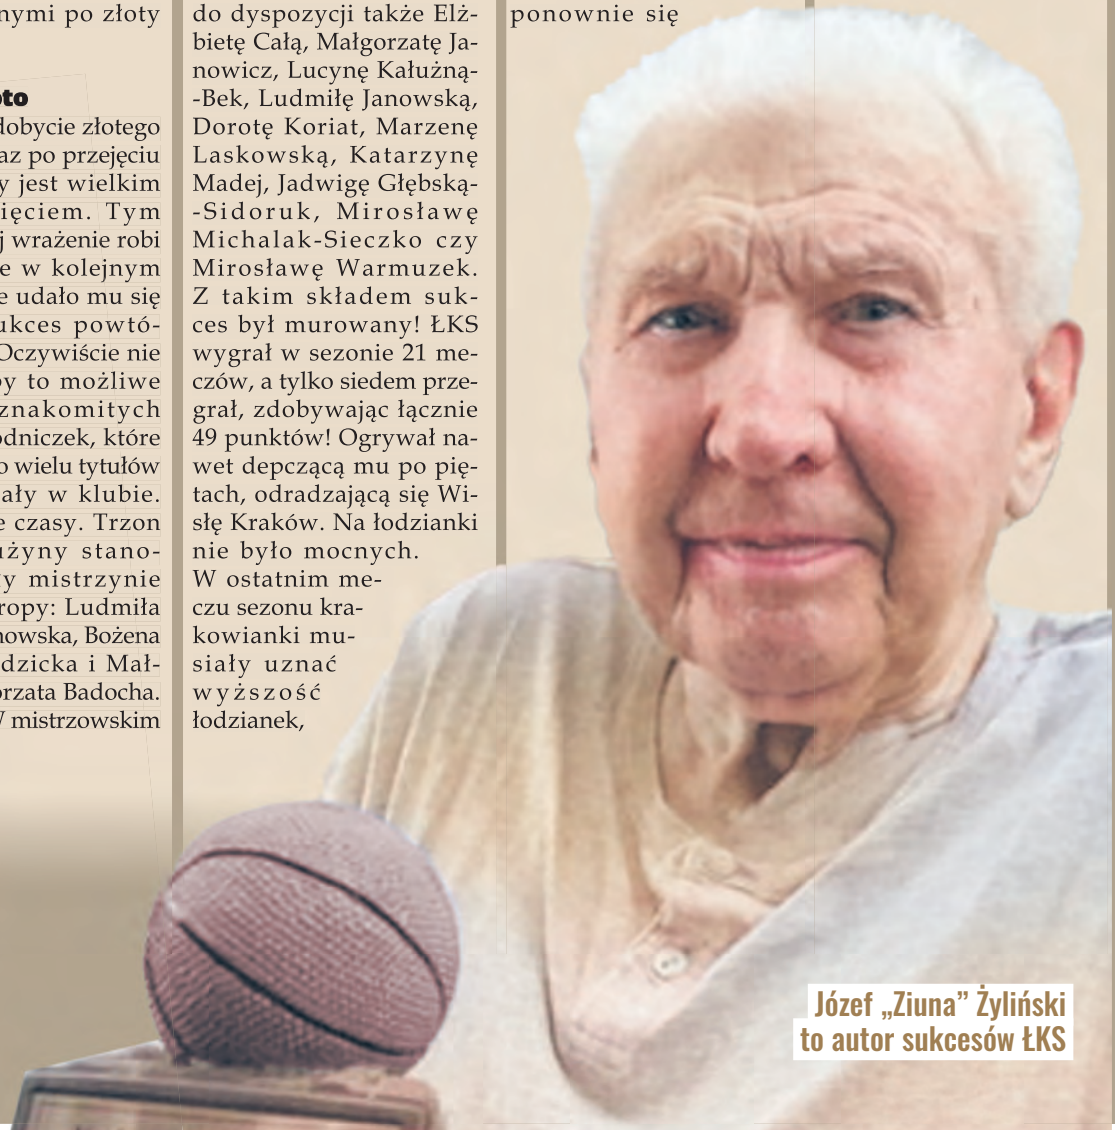 nymi po złoty
oto
dobycie złotego
az po przejęciu
y jest wielkim
ięciem. Tym
j wrażenie robi
e w kolejnym
e udało mu się
ukces powtó-
Oczywiście nie
by to możliwe
znakomitych
odniczek, które
o wielu tytułów
ały w klubie.
e czasy. Trzon
użyny stano-
y mistrzynie
ropy: Ludmiła
nowska, Bożena
dzicka i Mał-
orzata Badocha.
W mistrzowskim
do dyspozycji także Elż-
bietę Całą, Małgorzatę Ja-
nowicz, Lucynę Kałużną-
-Bek, Ludmiłę Janowską,
Dorotę Koriat, Marzenę
Laskowską, Katarzynę
Madej, Jadwigę Głębską-
-Sidoruk, Mirosławę
Michalak-Sieczko czy
Mirosławę Warmuzek.
Z takim składem suk-
ces był murowany! ŁKS
wygrał w sezonie 21 me-
czów, a tylko siedem prze-
grał, zdobywając łącznie
49 punktów! Ogrywał na-
wet depczącą mu po pię-
tach, odradzającą się Wi-
słę Kraków. Na łodzianki
nie było mocnych.
W ostatnim me-
czu sezonu kra-
kowianki mu-
siały uznać
wyższość
łodzianek,
ponownie się
Józef „Ziuna” Żyliński
to autor sukcesów ŁKS